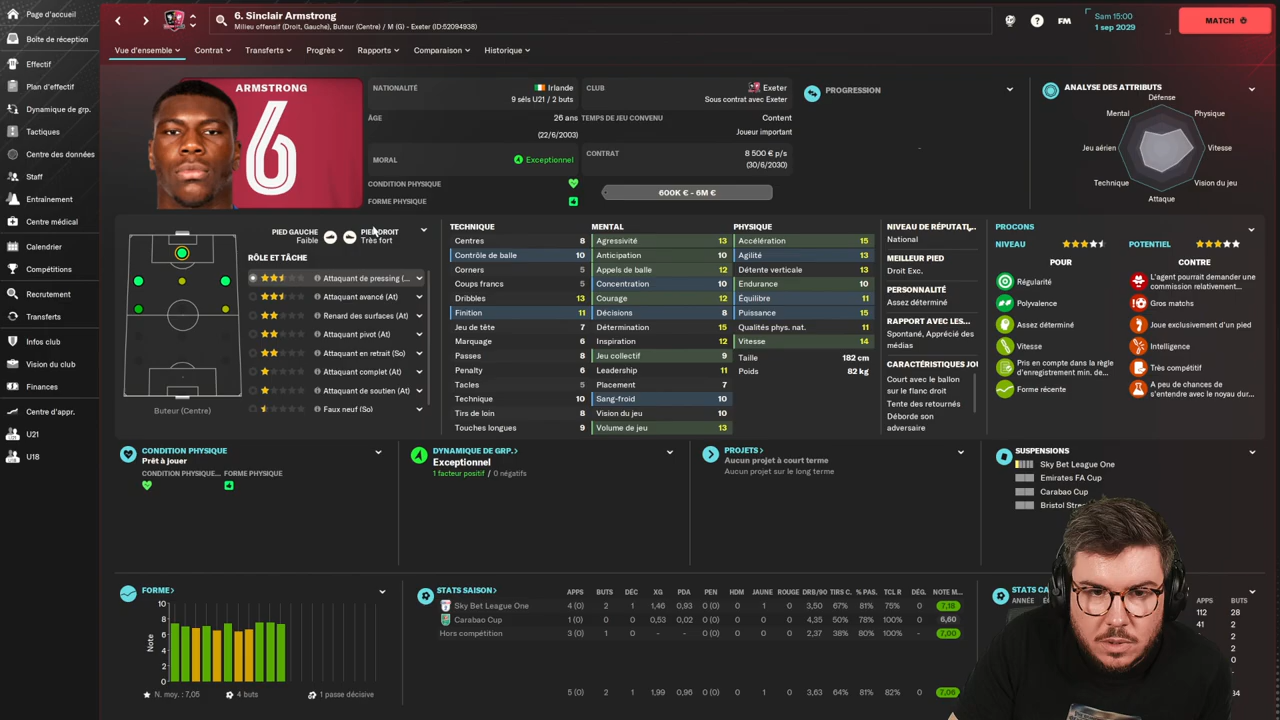 Page d'accueil
Boîte de réception
Effectif
Plan d'effectif
Dynamique de grp.
Tactiques
Centre des données
Staff
Entraînement
Centre médical
Calendrier
Compétitions
Recrutement
Transferts
Infos club
Vision du club
Finances
Centre d'appr.
U21
U18
6. Sinclair Armstrong
Milieu offensif (Droit, Gauche), Buteur (Centre) / M (G) - Exeter (ID:52094938)
FM
Sam 15:00
1 sep 2029
MATCH
Vue d'ensemble
Contrat
Transferts
Progrès
Rapports
Comparaison
Historique
ARMSTRONG
6
NATIONALITÉ
Irlande
9 séls U21 / 2 buts
ÂGE
26 ans
(22/6/2003)
MORAL
Exceptionnel
CONDITION PHYSIQUE
FORME PHYSIQUE
CLUB
Exeter
Sous contrat avec Exeter
TEMPS DE JEU CONVENU
Content
Joueur important
CONTRAT
8 500 € p/s
(30/6/2030)
600K € - 6M €
PROGRESSION
-
ANALYSE DES ATTRIBUTS
Défense
Mental
Physique
Jeu aérien
Vitesse
Technique
Vision du jeu
Attaque
PIED GAUCHE
Faible
PIED DROIT
Très fort
RÔLE ET TÂCHE
Attaquant de pressing (...
Attaquant avancé (At)
Renard des surfaces (At)
Attaquant pivot (At)
Attaquant en retrait (So)
Attaquant complet (At)
Attaquant de soutien (At)
Faux neuf (So)
Buteur (Centre)
TECHNIQUE
Centres 8
Contrôle de balle 10
Corners 5
Coups francs 5
Dribbles 13
Finition 11
Jeu de tête 7
Marquage 6
Passes 8
Penalty 6
Tacles 5
Technique 10
Tirs de loin 8
Touches longues 9
MENTAL
Agressivité 13
Anticipation 10
Appels de balle 12
Concentration 10
Courage 12
Décisions 8
Détermination 13
Inspiration 12
Jeu collectif 9
Leadership 11
Placement 7
Sang-froid 10
Vision du jeu 10
Volume de jeu 13
PHYSIQUE
Accélération 15
Agilité 13
Détente verticale 13
Endurance 10
Équilibre 11
Puissance 15
Qualités phys. nat. 11
Vitesse 14
Taille 182 cm
Poids 82 kg
NIVEAU DE RÉPUTATI...
National
MEILLEUR PIED
Droit Exc.
PERSONNALITÉ
Assez déterminé
RAPPORT AVEC LES...
Spontané, Apprécié des
médias
CARACTÉRISTIQUES JOU
Court avec le ballon
sur le flanc droit
Tente des retournés
Déborde son
adversaire
PROCONS
NIVEAU
POTENTIEL
POUR
Régularité
Polyvalence
Assez déterminé
Vitesse
Pris en compte dans la règle
d'enregistrement min. de...
Forme récente
CONTRE
L'agent pourrait demander une
commission relativement...
Gros matchs
Joue exclusivement d'un pied
Intelligence
Très compétitif
A peu de chances de
s'entendre avec le noyau dur...
CONDITION PHYSIQUE
Prêt à jouer
CONDITION PHYSIQUE...
FORME PHYSIQUE
DYNAMIQUE DE GRP.>
Exceptionnel
1 facteur positif / 0 négatifs
PROJETS>
Aucun projet à court terme
Aucun projet sur le long terme
SUSPENSIONS
Sky Bet League One
Emirates FA Cup
Carabao Cup
Bristol Stre
FORME>
Note
10
8
6
4
2
0
N. moy. : 7,05
4 buts
1 passe décisive
STATS SAISON>
APPS BUTS DÉC XG PDA PEN HDM JAUNE ROUGE DRB/90 TIRS C. % PAS. TCL R DÉG. NOTE M...
Sky Bet League One 4 (0) 2 1 1,46 0,93 0 (0) 0 1 0 3,50 67% 81% 75% 0 7,18
Carabao Cup 1 (0) 0 0 0,53 0,02 0 (0) 0 0 0 4,35 50% 78% 100% 0 6,60
Hors compétition 3 (0) 1 0 - - 0 (0) 0 0 0 2,37 38% 80% 100% - 7,00
5 (0) 2 1 1,99 0,96 0 (0) 0 1 0 3,63 64% 81% 82% 0 7,06
STATS CA
ANNÉE
APPS BUTS
112 28
41 2
2
2
0
34